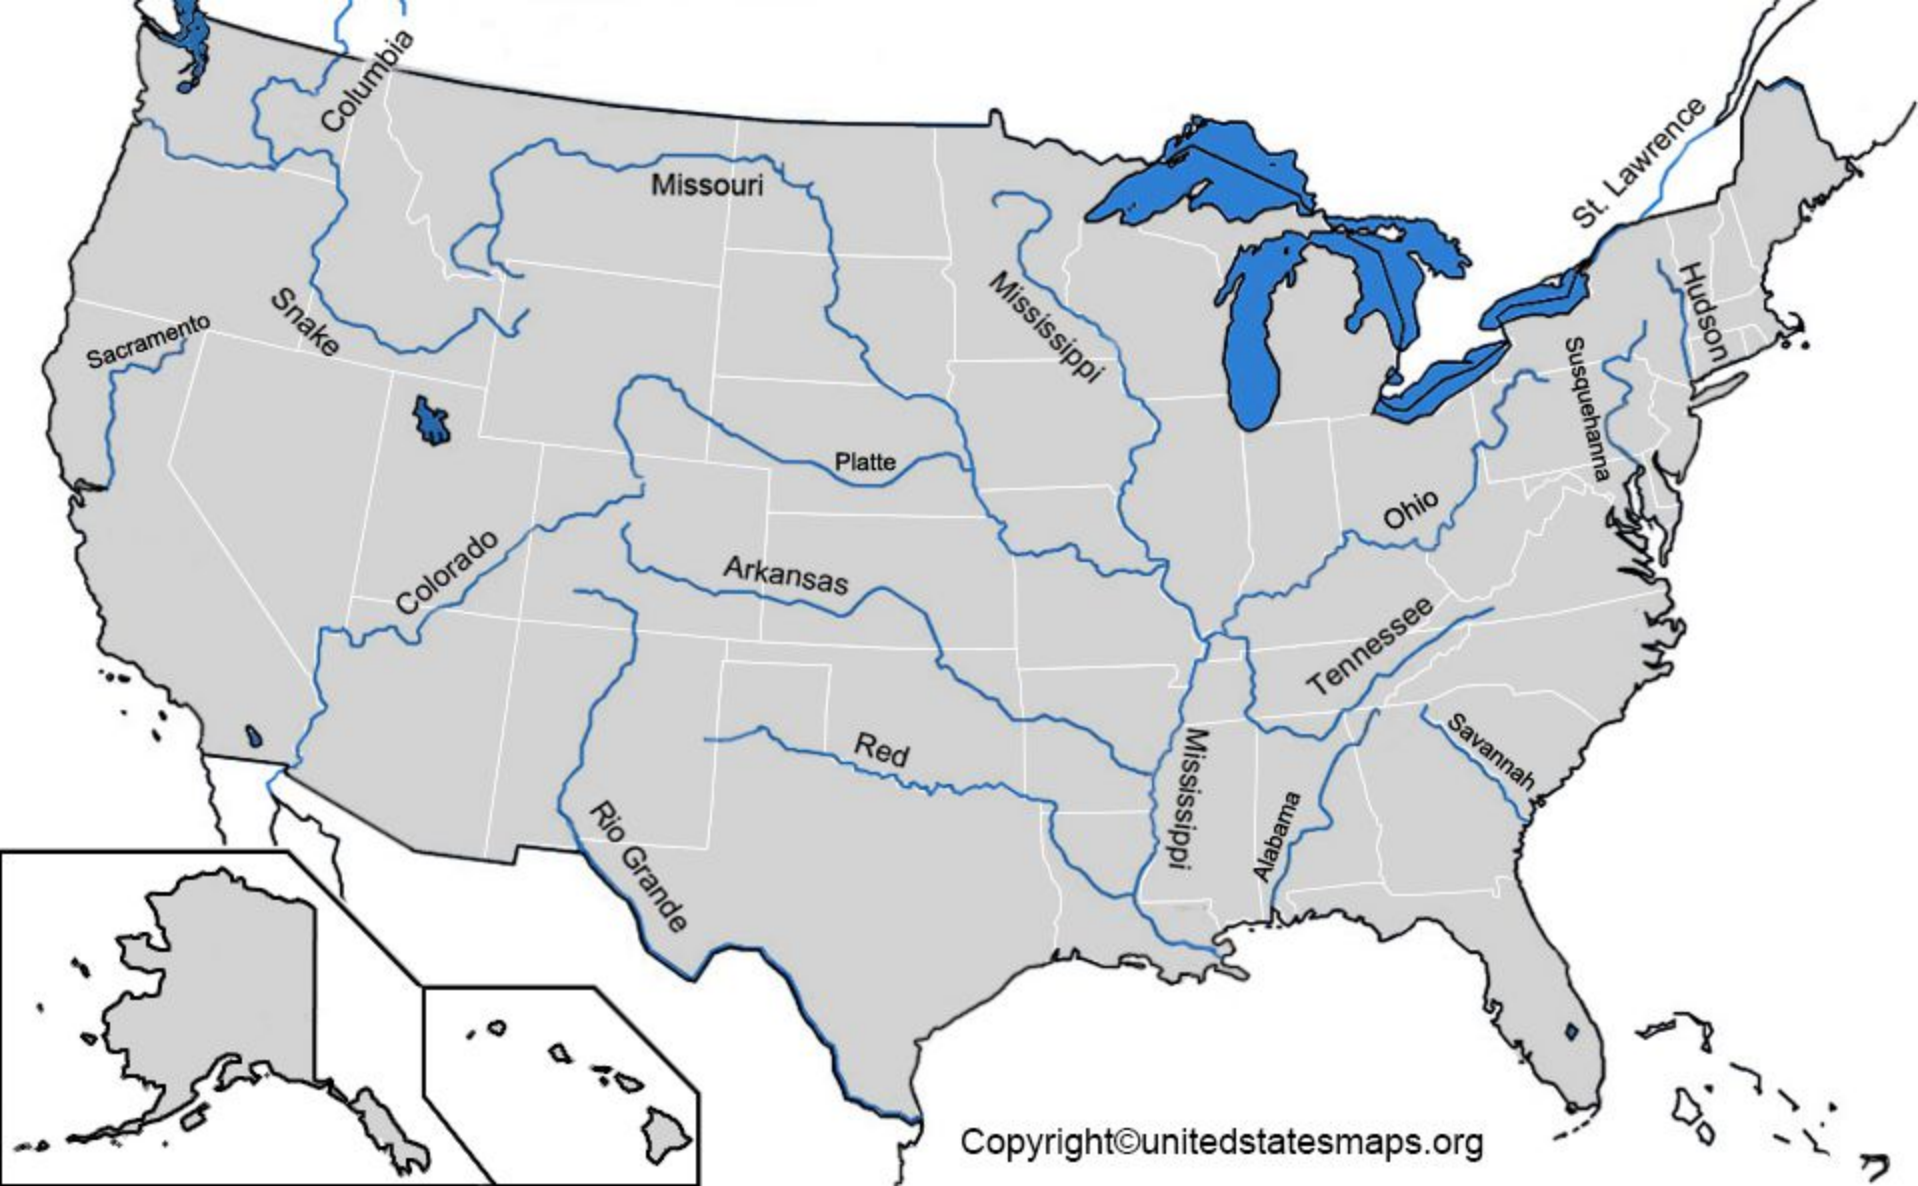 Columbia
St. Lawrence
Missouri
Mississippi
Hudson
Snake
Sacramento
Susquehanna
Platte
Ohio
Colorado
Arkansas
Tennessee
Red
Mississippi
Savannah
Alabama
Rio Grande
Copyright©unitedstatesmaps.org